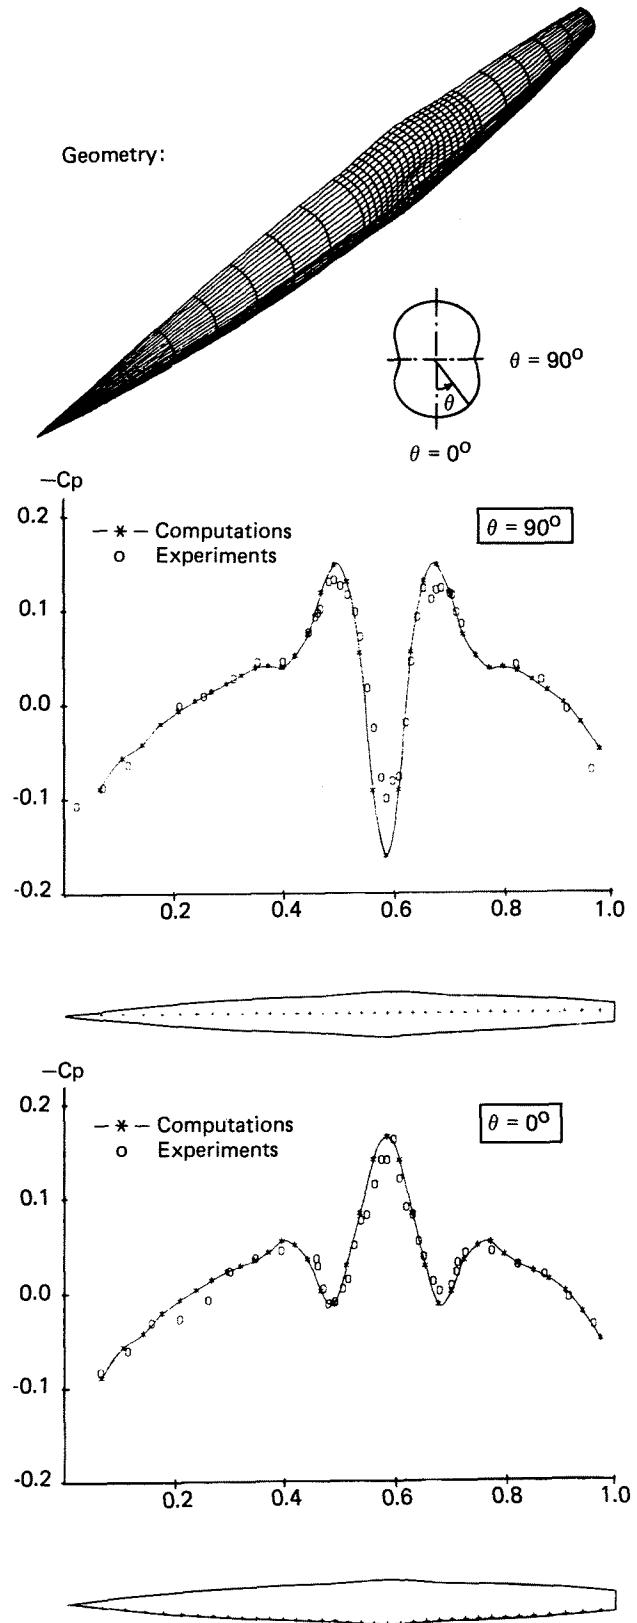 Geometry:
θ = 90°
θ
θ = 0°
—Cp
0.2
— * — Computations
o Experiments
θ = 90°
0.1
0.0
-0.1
-0.2
0.2 0.4 0.6 0.8 1.0
—Cp
0.2
— * — Computations
o Experiments
θ = 0°
0.1
0.0
-0.1
-0.2
0.2 0.4 0.6 0.8 1.0